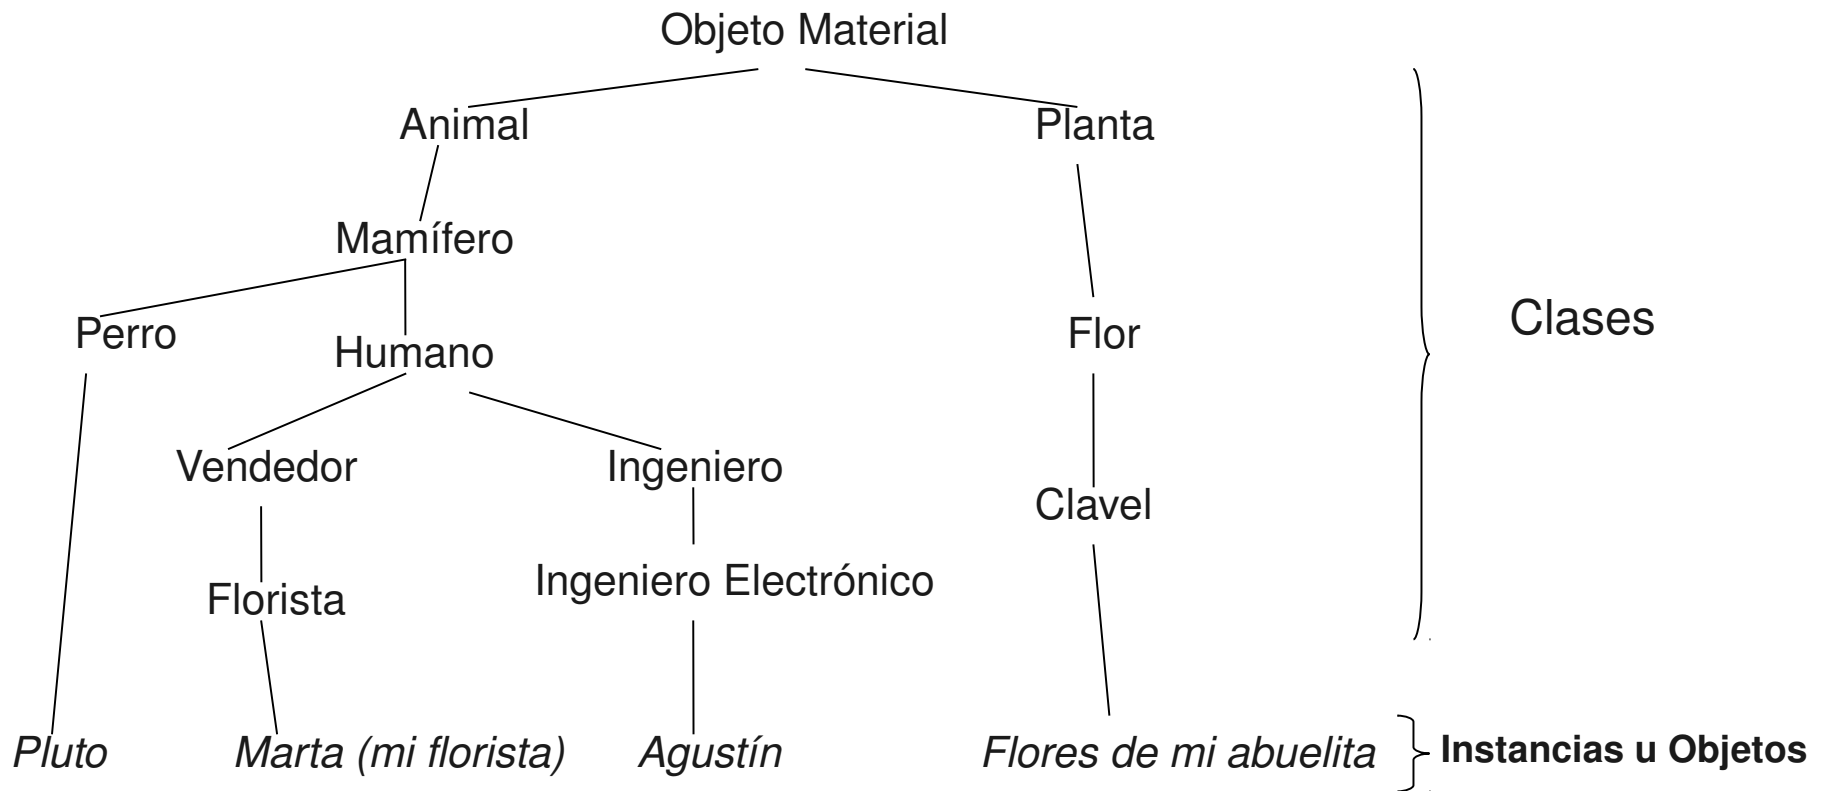 Objeto Material
Animal
Planta
Mamífero
Perro
Humano
Flor
Clases
Vendedor
Ingeniero
Clavel
Florista
Ingeniero Electrónico
Pluto
Marta (mi florista)
Agustín
Flores de mi abuelita
Instancias u Objetos